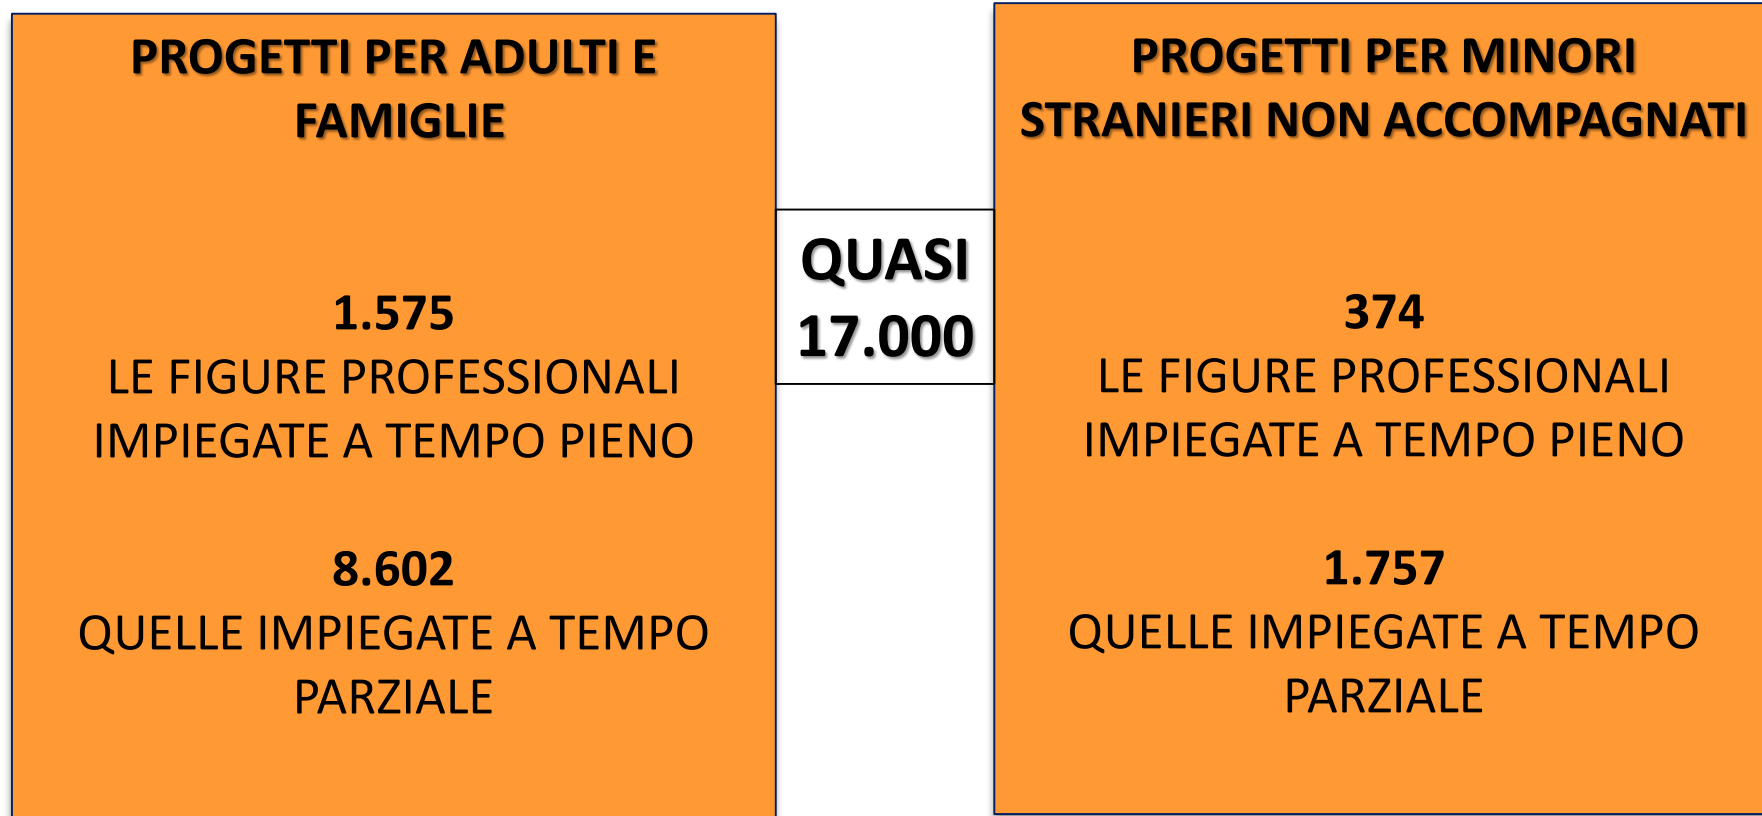 PROGETTI PER ADULTI E
FAMIGLIE
1.575
LE FIGURE PROFESSIONALI
IMPIEGATE A TEMPO PIENO
8.602
QUELLE IMPIEGATE A TEMPO
PARZIALE
QUASI
17.000
PROGETTI PER MINORI
STRANIERI NON ACCOMPAGNATI
374
LE FIGURE PROFESSIONALI
IMPIEGATE A TEMPO PIENO
1.757
QUELLE IMPIEGATE A TEMPO
PARZIALE